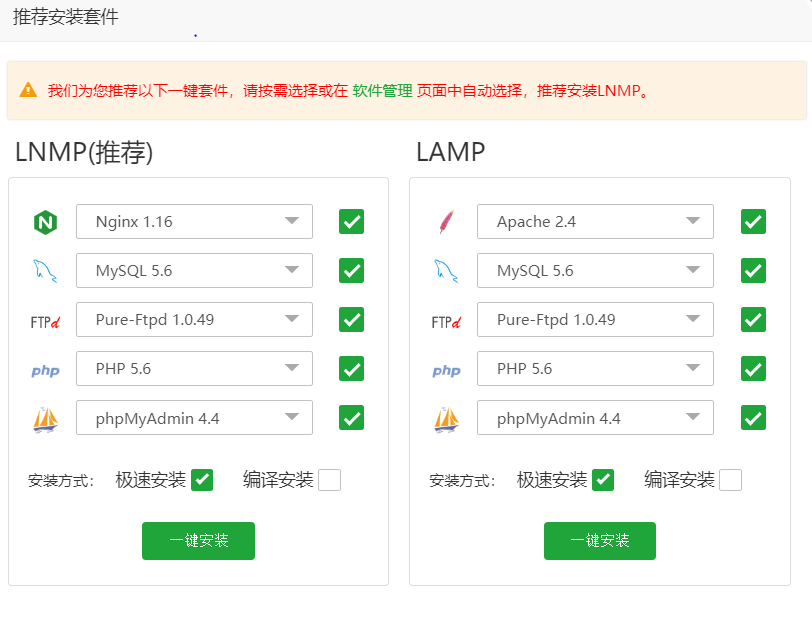 推荐安装套件
我们为您推荐以下一键套件，请按需选择或在 软件管理 页面中自动选择，推荐安装LNMP。
LNMP(推荐)
N
Nginx 1.16
MySQL 5.6
FTPd
Pure-Ftpd 1.0.49
php
PHP 5.6
phpMyAdmin 4.4
安装方式：
极速安装
编译安装
一键安装
LAMP
Apache 2.4
MySQL 5.6
FTPd
Pure-Ftpd 1.0.49
php
PHP 5.6
phpMyAdmin 4.4
安装方式：
极速安装
编译安装
一键安装